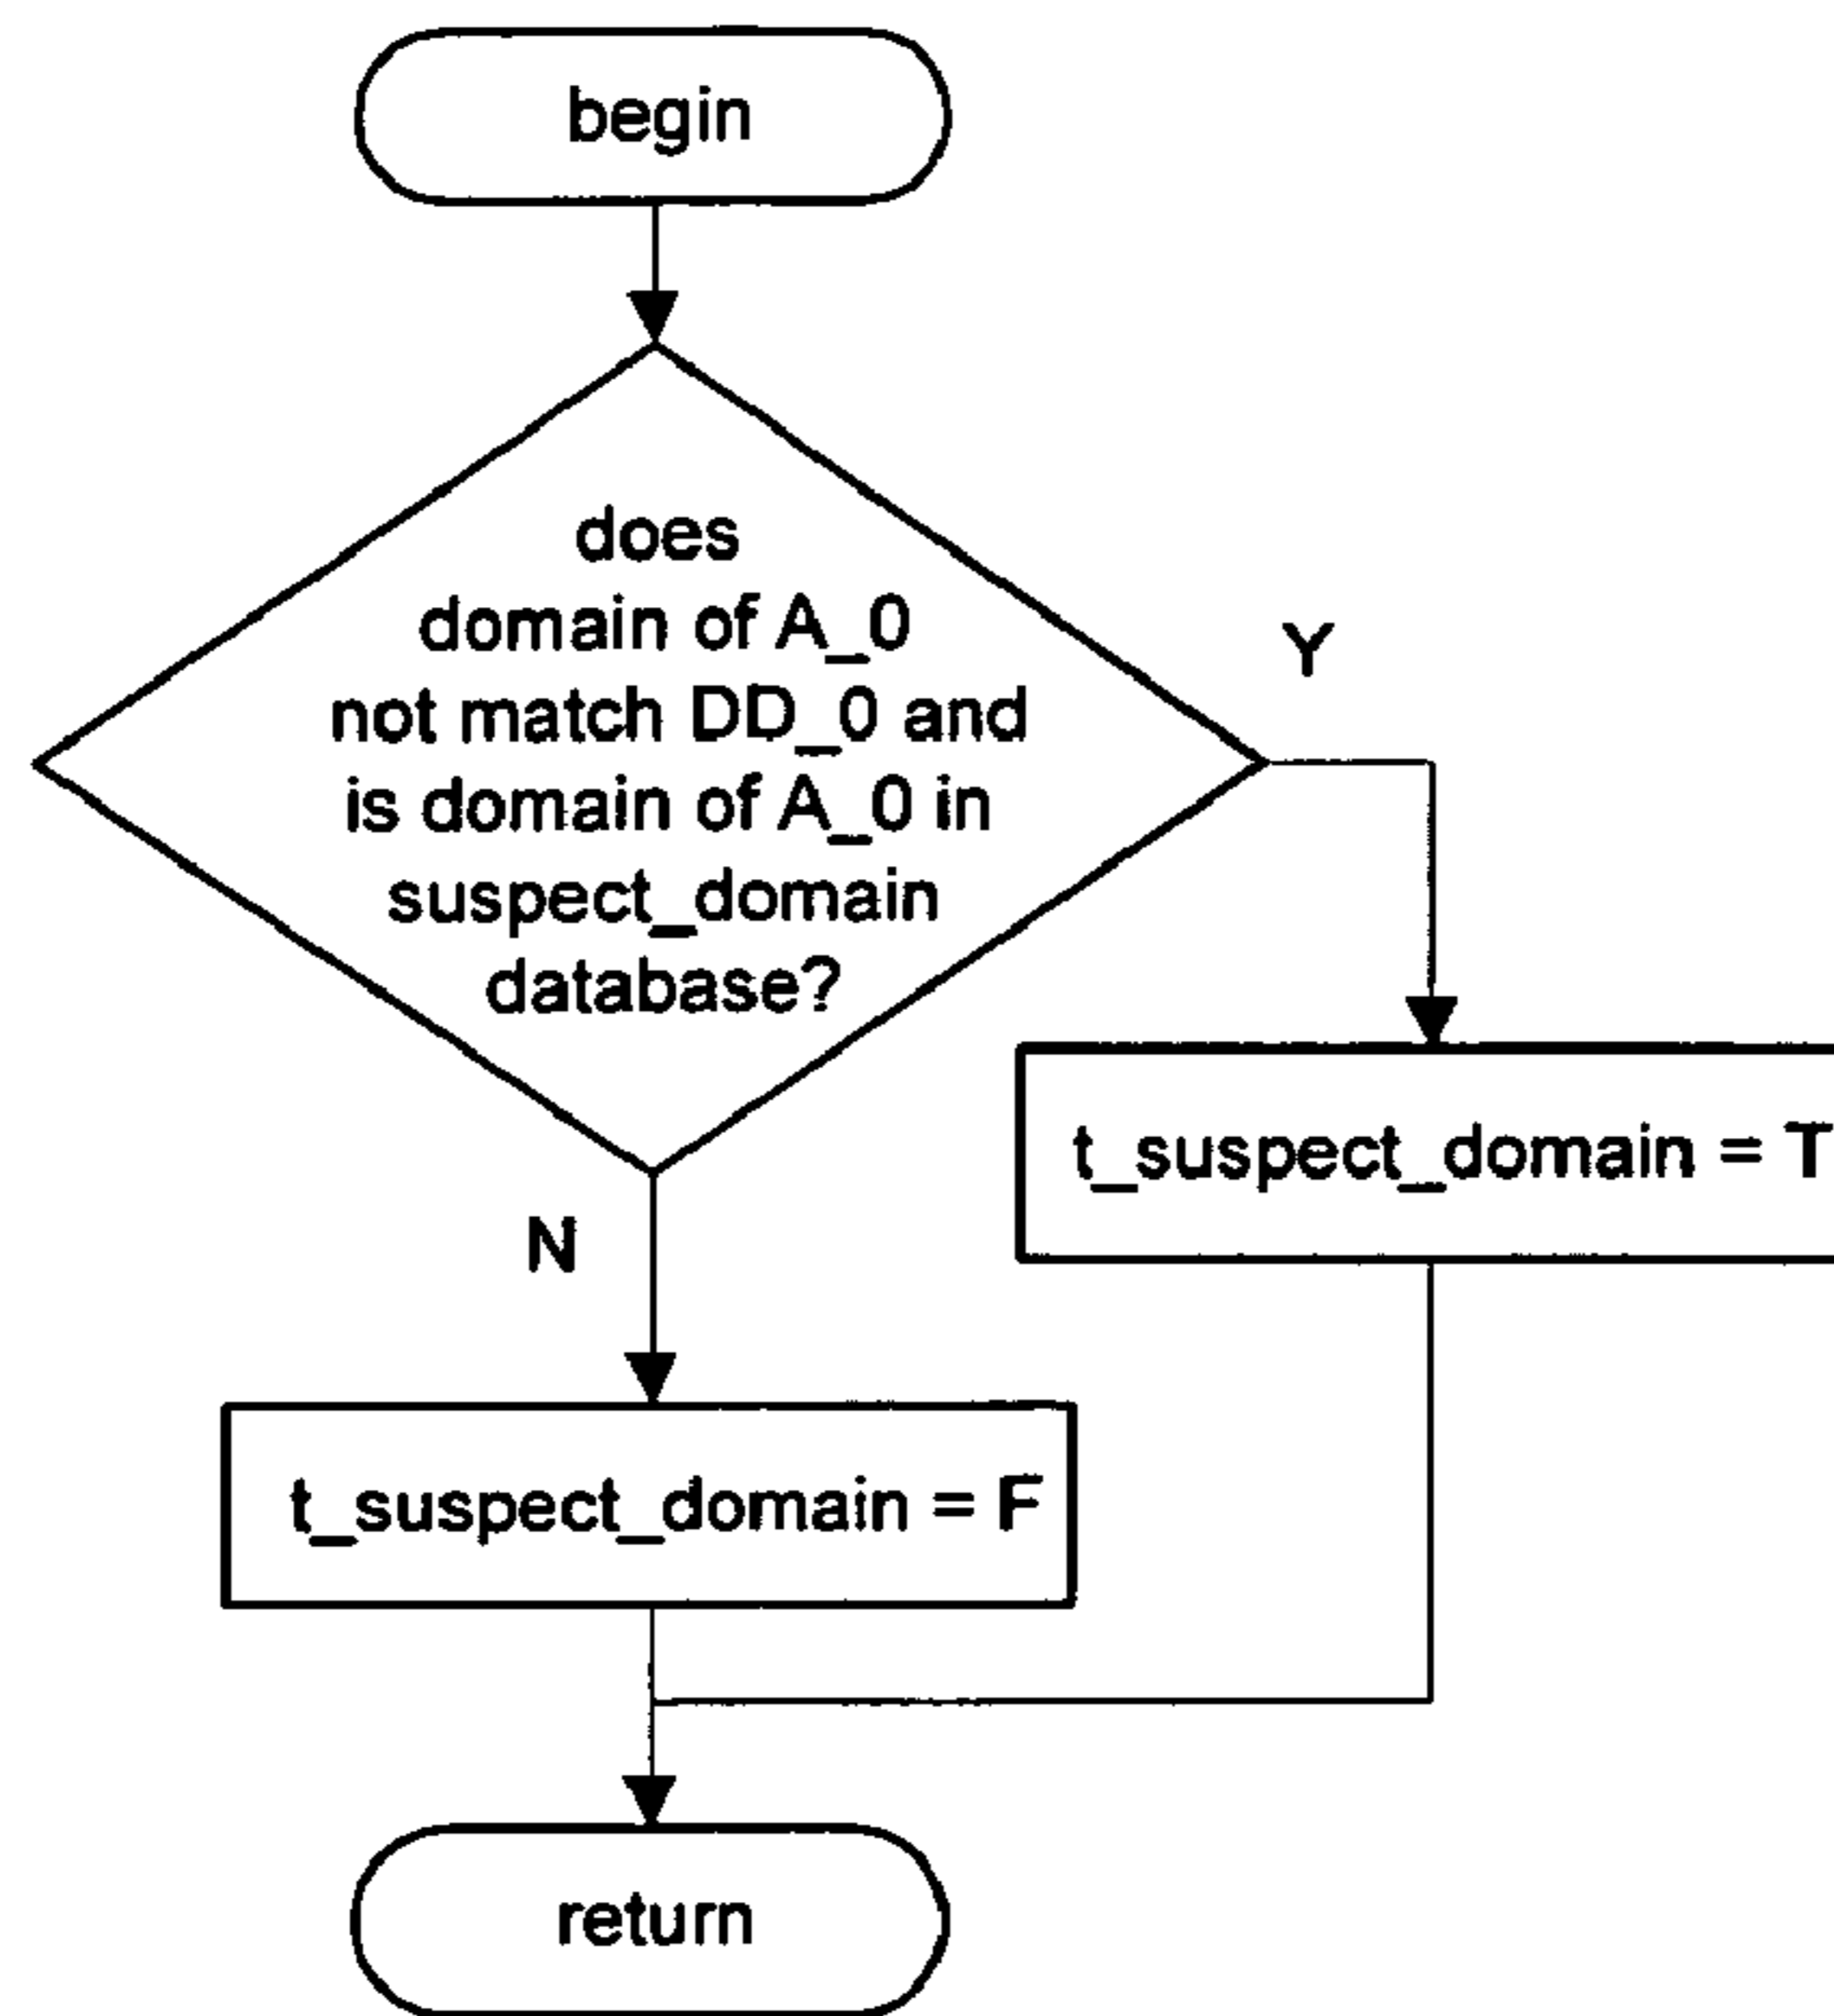 begin
does
domain of A_0
not match DD_0 and
is domain of A_0 in
suspect_domain
database?
Y
t_suspect_domain = T
N
t_suspect_domain = F
return